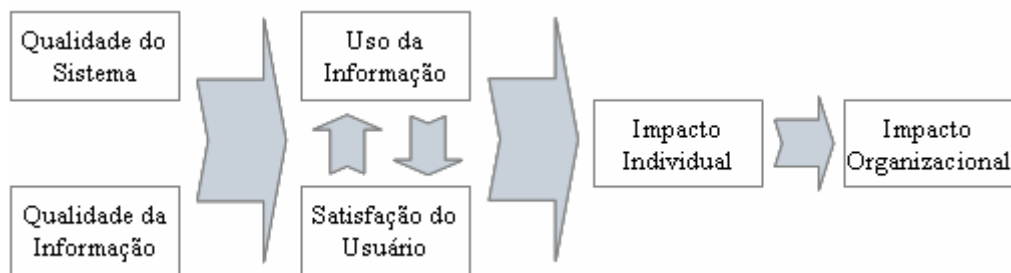 Qualidade do
Sistema
Uso da
Informação
Impacto
Individual
Impacto
Organizacional
Qualidade da
Informação
Satisfação do
Usuário